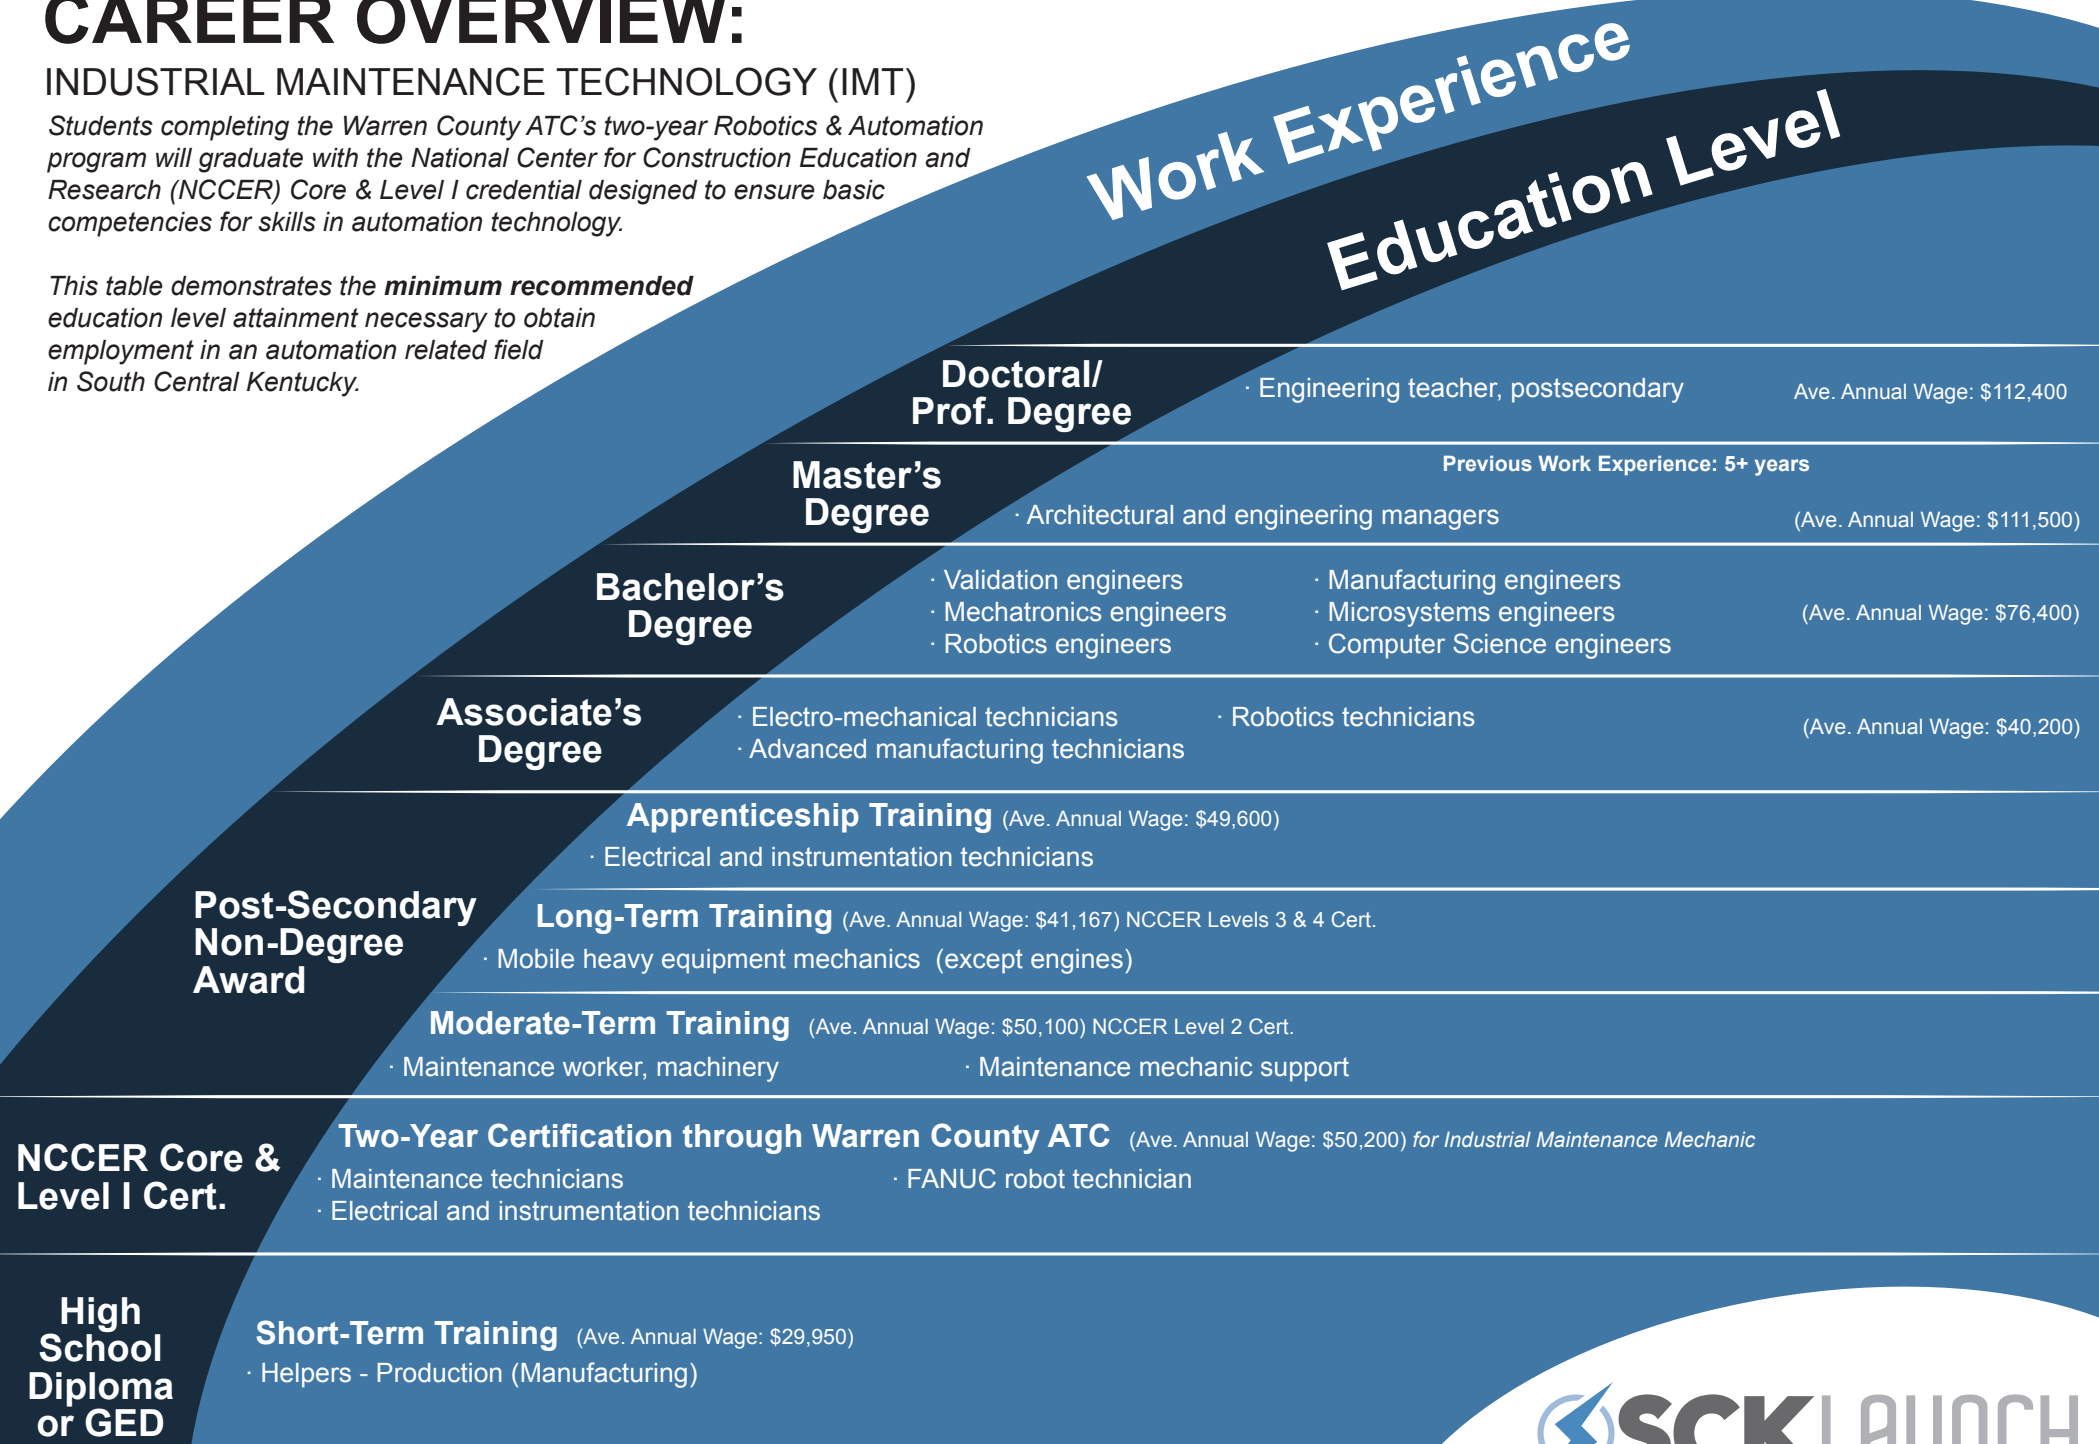 CAREER OVERVIEW:
INDUSTRIAL MAINTENANCE TECHNOLOGY (IMT)
Students completing the Warren County ATC's two-year Robotics & Automation
program will graduate with the National Center for Construction Education and
Research (NCCER) Core & Level I credential designed to ensure basic
competencies for skills in automation technology.
This table demonstrates the minimum recommended
education level attainment necessary to obtain
employment in an automation related field
in South Central Kentucky.
Work Experience
Education Level
Doctoral/
Prof. Degree
· Engineering teacher, postsecondary Ave. Annual Wage: $112,400
Master's
Degree
Previous Work Experience: 5+ years
· Architectural and engineering managers (Ave. Annual Wage: $111,500)
Bachelor's
Degree
· Validation engineers · Manufacturing engineers
· Mechatronics engineers · Microsystems engineers (Ave. Annual Wage: $76,400)
· Robotics engineers · Computer Science engineers
Associate's
Degree
· Electro-mechanical technicians · Robotics technicians (Ave. Annual Wage: $40,200)
· Advanced manufacturing technicians
Post-Secondary
Non-Degree
Award
Apprenticeship Training (Ave. Annual Wage: $49,600)
· Electrical and instrumentation technicians
Long-Term Training (Ave. Annual Wage: $41,167) NCCER Levels 3 & 4 Cert.
· Mobile heavy equipment mechanics (except engines)
Moderate-Term Training (Ave. Annual Wage: $50,100) NCCER Level 2 Cert.
· Maintenance worker, machinery · Maintenance mechanic support
NCCER Core &
Level I Cert.
Two-Year Certification through Warren County ATC (Ave. Annual Wage: $50,200) for Industrial Maintenance Mechanic
· Maintenance technicians · FANUC robot technician
· Electrical and instrumentation technicians
High
School
Diploma
or GED
Short-Term Training (Ave. Annual Wage: $29,950)
· Helpers - Production (Manufacturing)
SCK LAUNCH